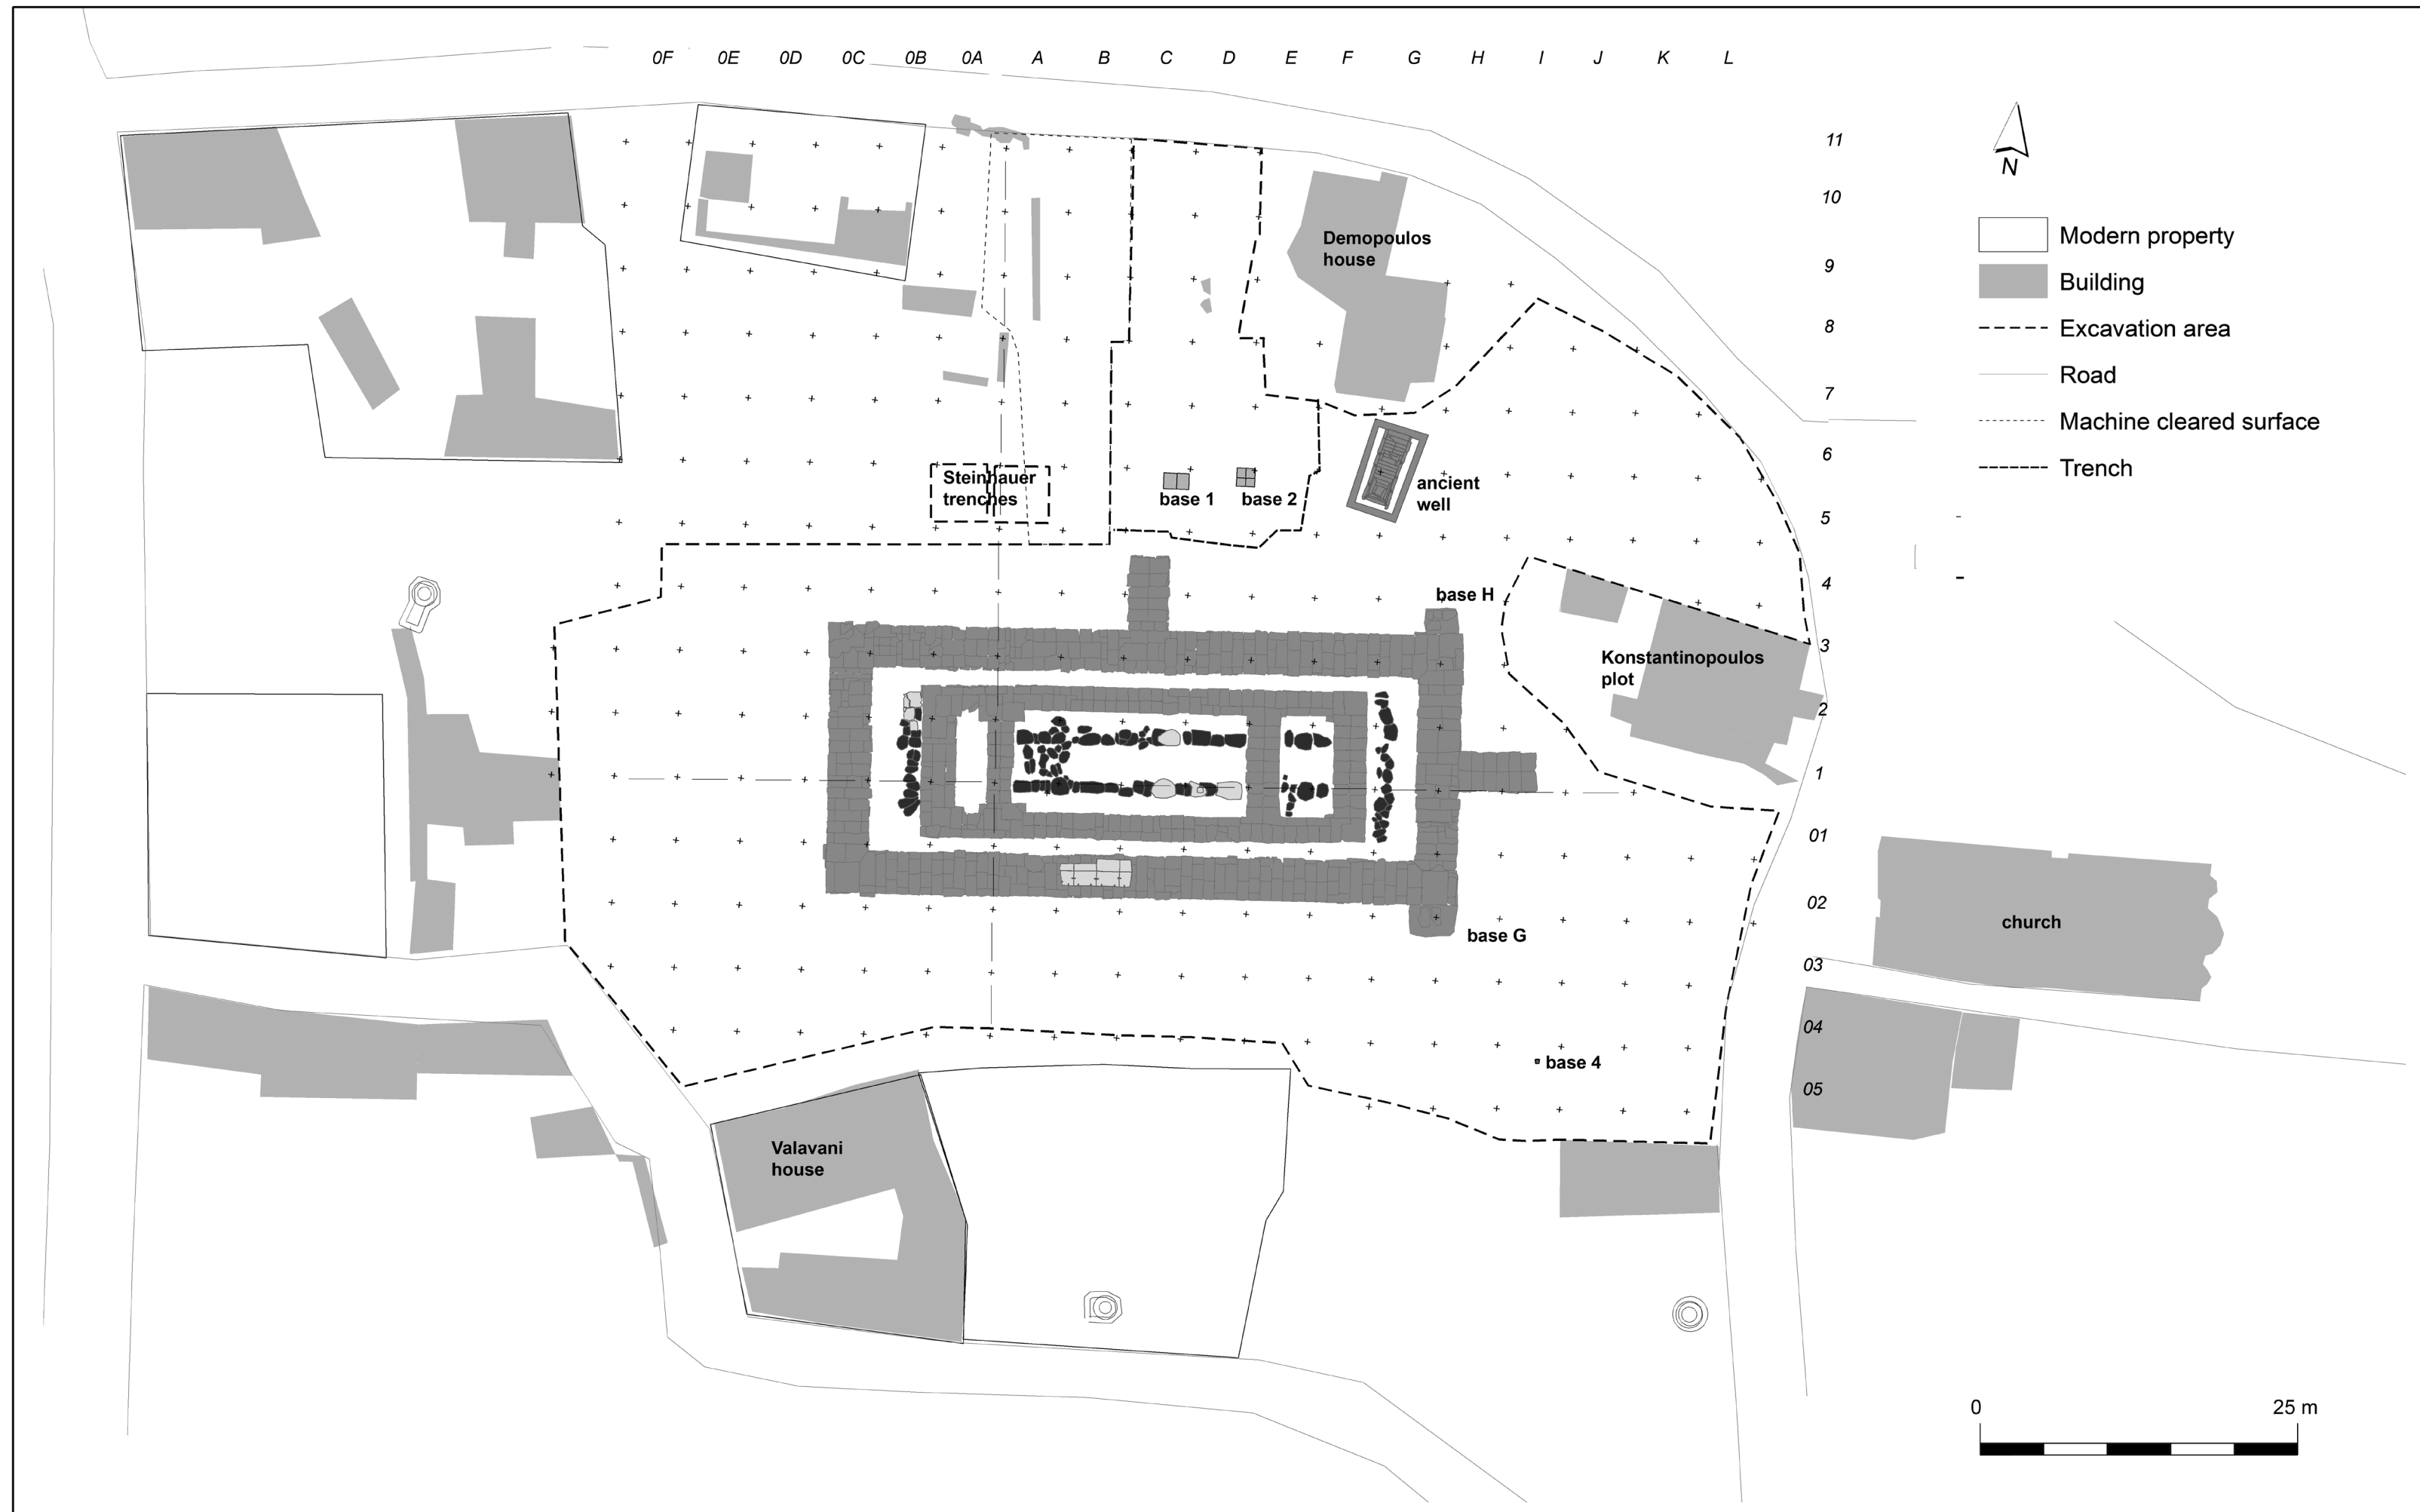 0F 0E 0D 0C 0B 0A A B C D E F G H I J K L
11
N
10
Demopoulos
house
9
8
7
6
5
4
3
2
1
01
02
03
04
05
Modern property
Building
Excavation area
Road
Machine cleared surface
Trench
Steinhauer
trenches
base 1
base 2
ancient
well
base H
Konstantinopoulos
plot
church
base G
base 4
Valavani
house
0 25 m